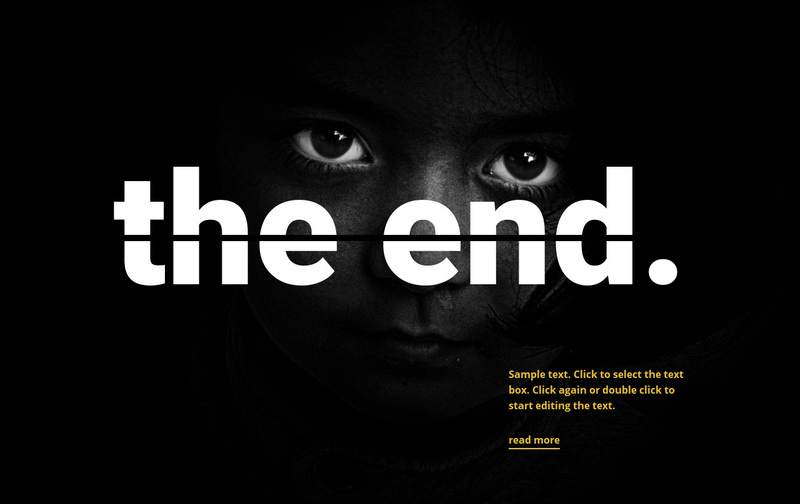 the end.
Sample text. Click to select the text
box. Click again or double click to
start editing the text.
read more